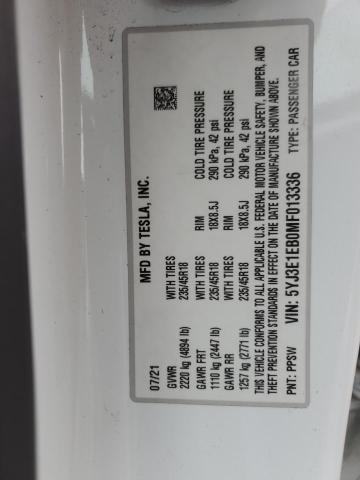 MFD BY TESLA, INC.
07/21
GVWR
2220 kg (4894 lb) WITH TIRES 235/45R18 RIM 18X8.5J COLD TIRE PRESSURE 290 kPa, 42 psi
GAWR FRT
1110 kg (2447 lb) WITH TIRES 235/45R18 RIM 18X8.5J COLD TIRE PRESSURE 290 kPa, 42 psi
GAWR RR
1257 kg (2771 lb)
THIS VEHICLE CONFORMS TO ALL APPLICABLE U.S. FEDERAL MOTOR VEHICLE SAFETY, BUMPER, AND
THEFT PREVENTION STANDARDS IN EFFECT ON THE DATE OF MANUFACTURE SHOWN ABOVE.
PNT: PPSW VIN: 5YJ3E1EB0MF013336 TYPE: PASSENGER CAR